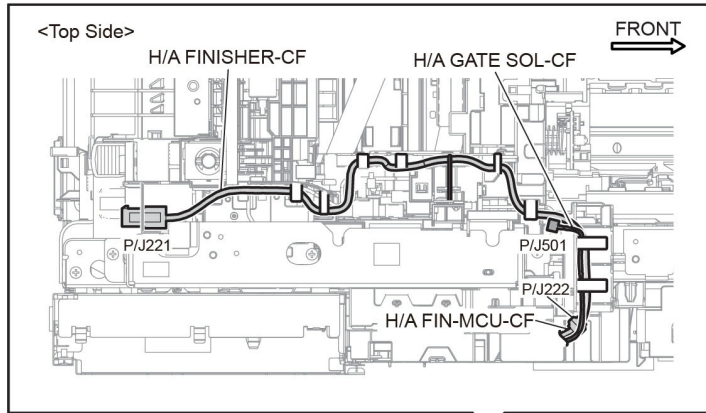 <Top Side>
FRONT
H/A FINISHER-CF
H/A GATE SOL-CF
P/J221
P/J501
P/J222
H/A FIN-MCU-CF